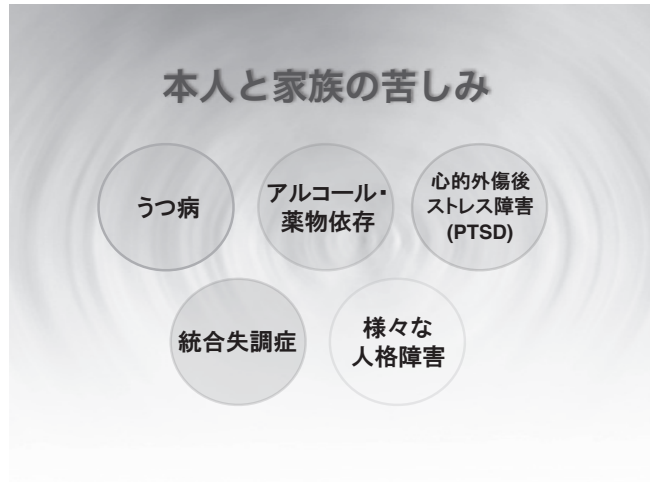 本人と家族の苦しみ
うつ病
アルコール・
薬物依存
心的外傷後
ストレス障害
(PTSD)
統合失調症
様々な
人格障害